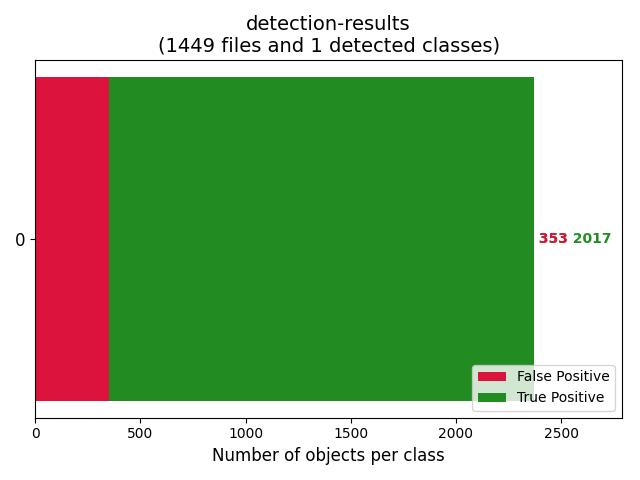 detection-results
(1449 files and 1 detected classes)
0
353 2017
False Positive
True Positive
0 500 1000 1500 2000 2500
Number of objects per class